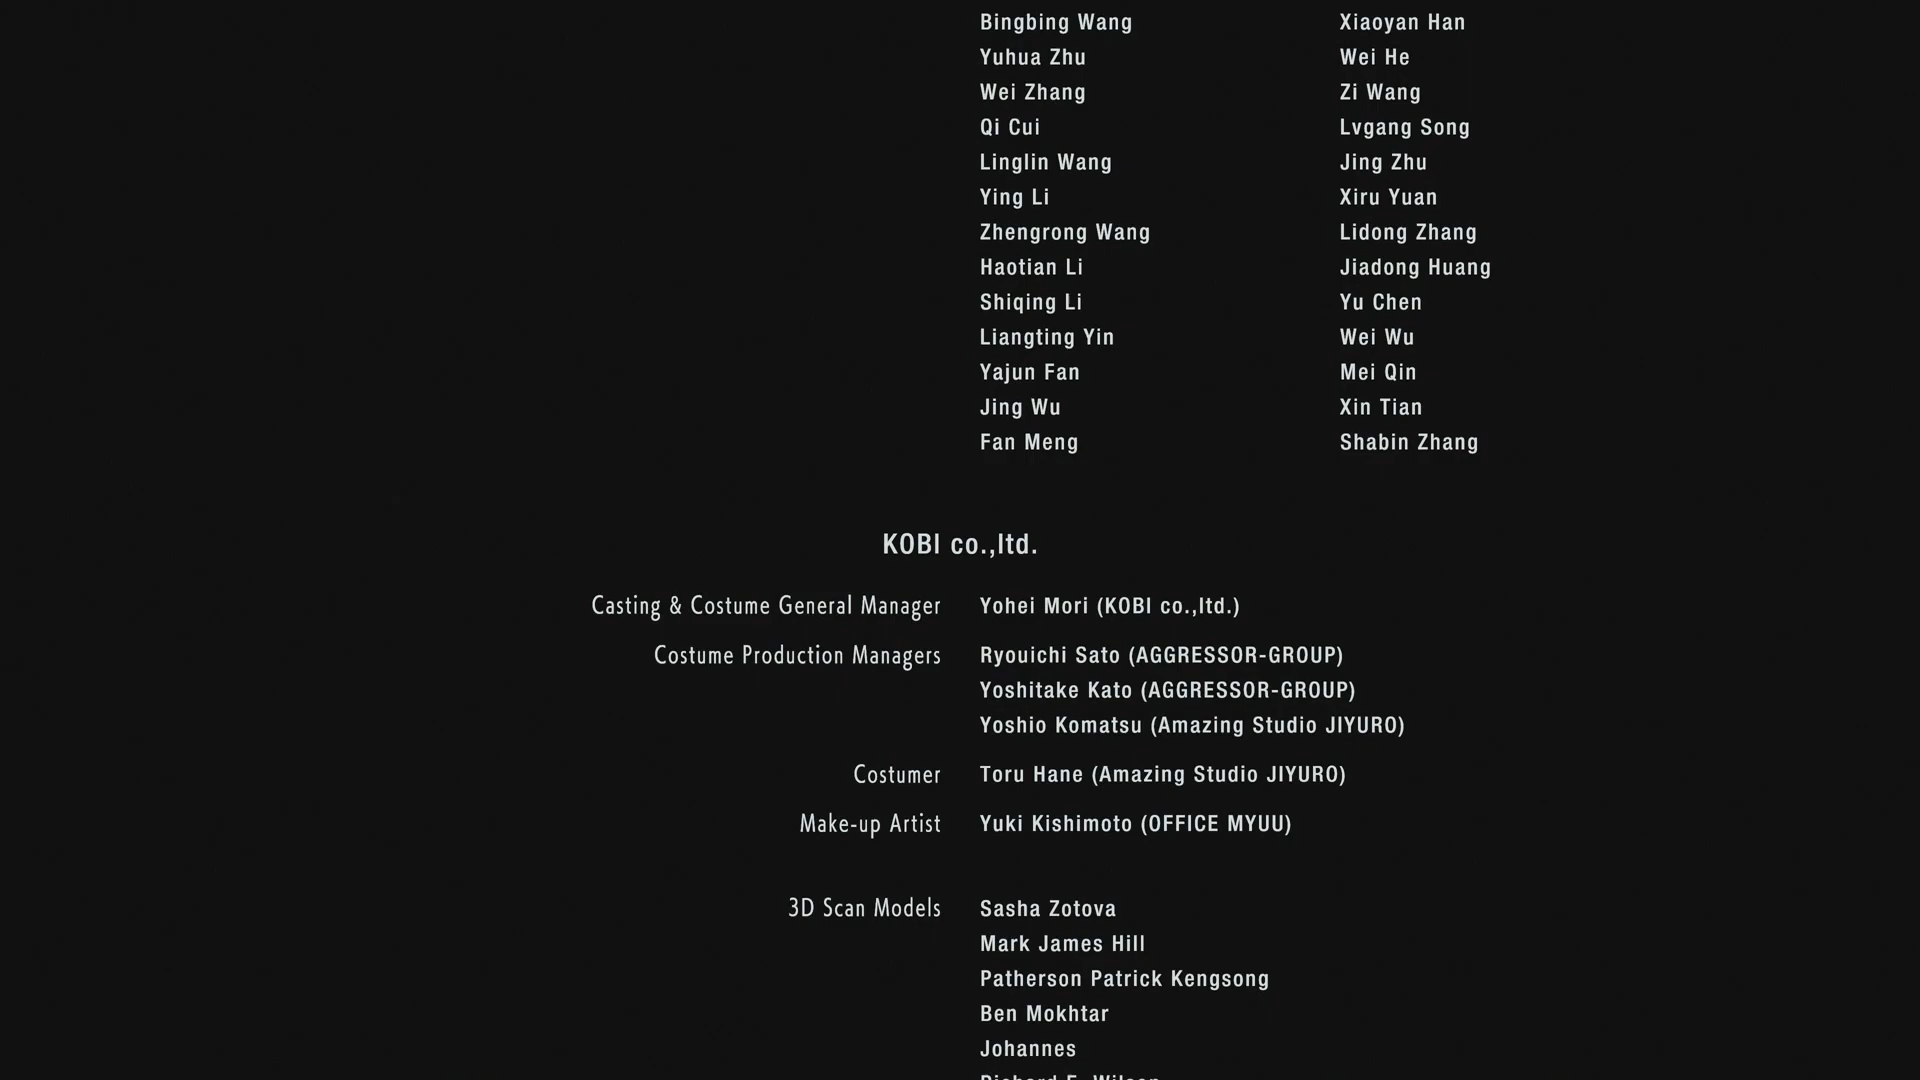 Bingbing Wang Xiaoyan Han
Yuhua Zhu Wei He
Wei Zhang Zi Wang
Qi Cui Lvgang Song
Linglin Wang Jing Zhu
Ying Li Xiru Yuan
Zhengrong Wang Lidong Zhang
Haotian Li Jiadong Huang
Shiqing Li Yu Chen
Liangting Yin Wei Wu
Yajun Fan Mei Qin
Jing Wu Xin Tian
Fan Meng Shabin Zhang
KOBI co.,ltd.
Casting & Costume General Manager Yohei Mori (KOBI co.,ltd.)
Costume Production Managers Ryouichi Sato (AGGRESSOR-GROUP)
Yoshitake Kato (AGGRESSOR-GROUP)
Yoshio Komatsu (Amazing Studio JIYURO)
Costumer Toru Hane (Amazing Studio JIYURO)
Make-up Artist Yuki Kishimoto (OFFICE MYUU)
3D Scan Models Sasha Zotova
Mark James Hill
Patherson Patrick Kengsong
Ben Mokhtar
Johannes